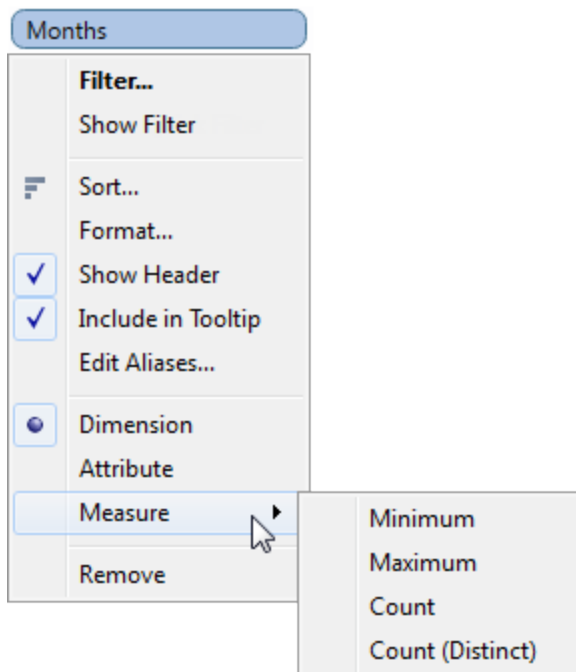 Months
Filter...
Show Filter
Sort...
Format...
Show Header
Include in Tooltip
Edit Aliases...
Dimension
Attribute
Measure
Remove
Minimum
Maximum
Count
Count (Distinct)